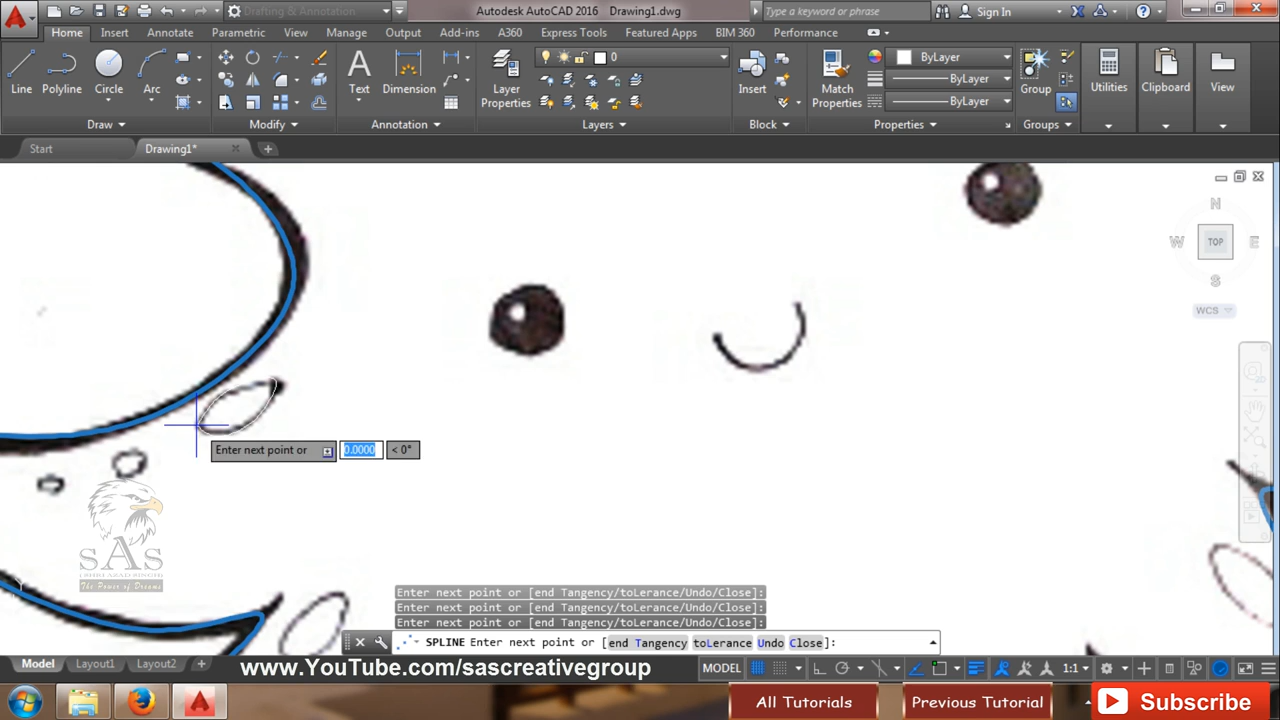 Drafting & Annotation
Autodesk AutoCAD 2016 Drawing1.dwg
Type a keyword or phrase
Sign In
Home Insert Annotate Parametric View Manage Output Add-ins A360 Express Tools Featured Apps BIM 360 Performance
0
ByLayer
ByLayer
ByLayer
Line Polyline Circle Arc Text Dimension Layer Properties Insert Match Properties Group Utilities Clipboard View
Draw Modify Annotation Layers Block Properties Groups
Start Drawing1*
N
W TOP E
S
WCS
Enter next point or 0.0000 < 0°
SAS
The Power of Dreams
Enter next point or [end Tangency/toLerance/Undo/Close]:
Enter next point or [end Tangency/toLerance/Undo/Close]:
Enter next point or [end Tangency/toLerance/Undo/Close]:
SPLINE Enter next point or [end Tangency toLerance Undo Close]:
Model Layout1 Layout2 +
www.YouTube.com/sascreativegroup
MODEL 1:1
All Tutorials
Previous Tutorial
Subscribe